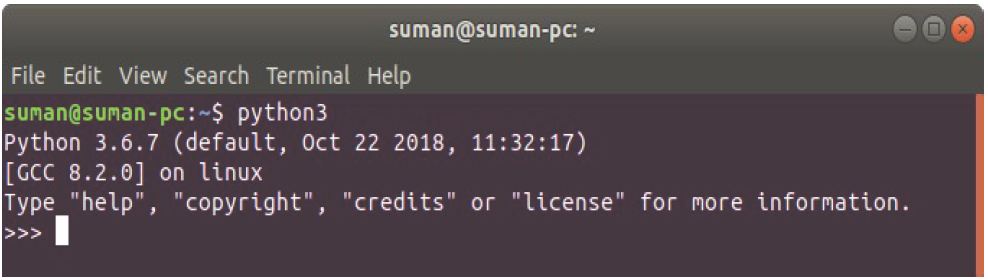 suman@suman-pc: ~
File Edit View Search Terminal Help
suman@suman-pc:~$ python3
Python 3.6.7 (default, Oct 22 2018, 11:32:17)
[GCC 8.2.0] on linux
Type "help", "copyright", "credits" or "license" for more information.
>>>